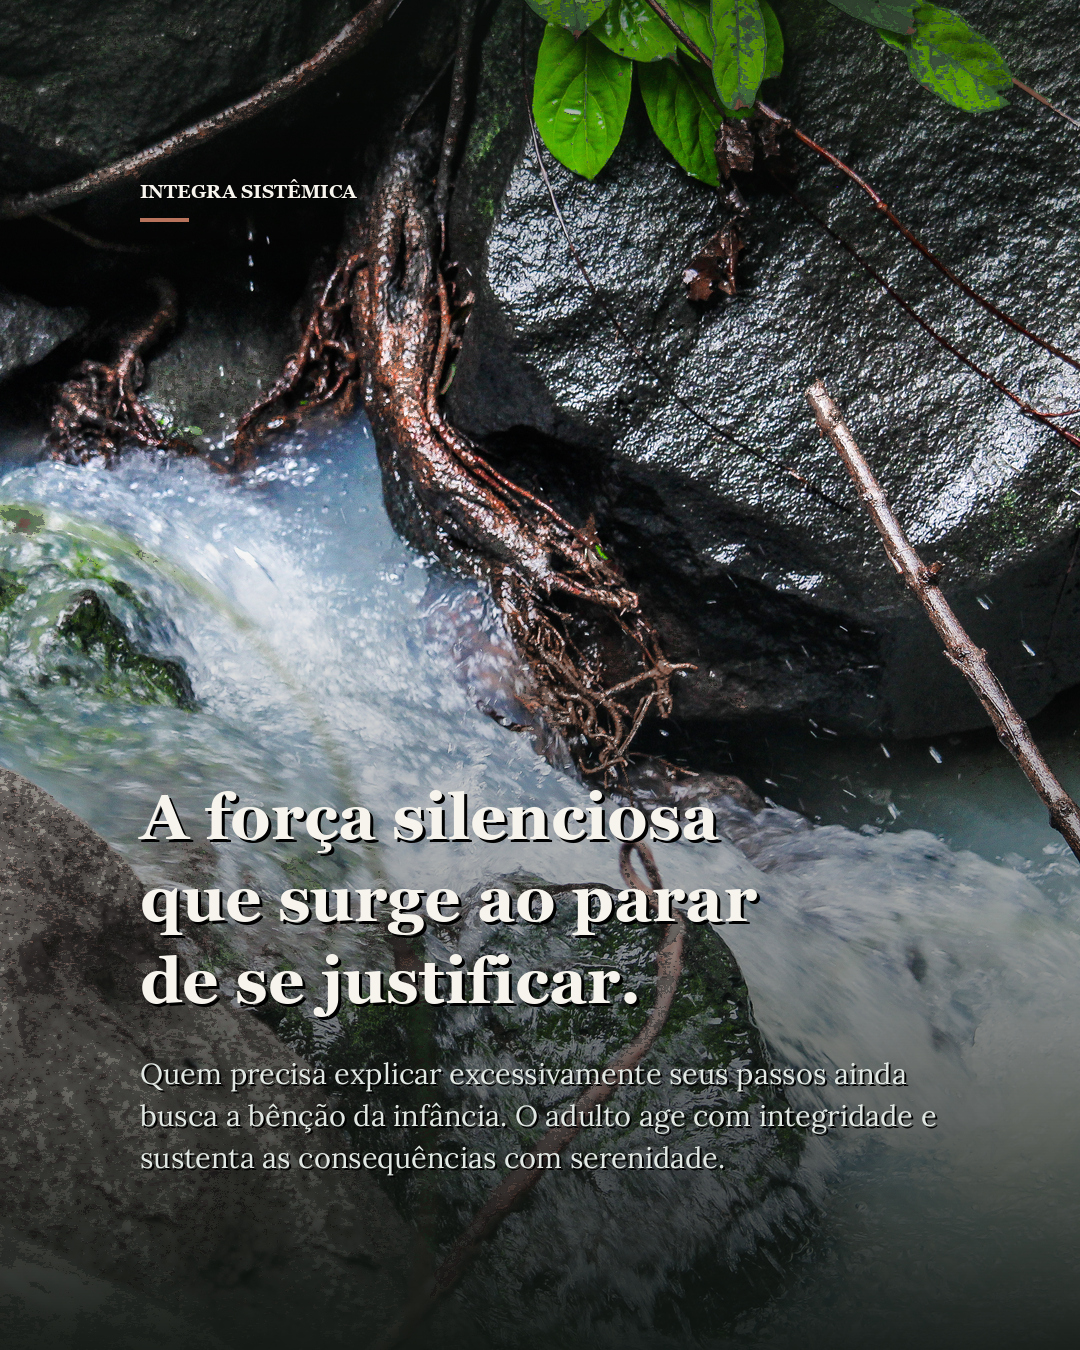 INTEGRA SISTÊMICA
A força silenciosa
que surge ao parar
de se justificar.
Quem precisa explicar excessivamente seus passos ainda
busca a bênção da infância. O adulto age com integridade e
sustenta as consequências com serenidade.